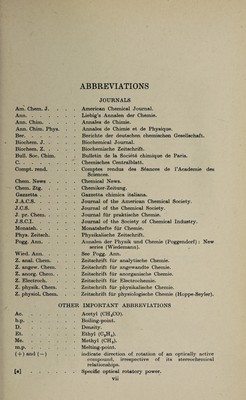 ABBREVIATIONS
JOURNALS
Am. Chem. J. . . . . American Chemical Journal.
Ann. . . . . . . Liebig's Annalen der Chemie.
Ann. Chim. . . . . Annales de Chimie.
Ann. Chim. Phys. . . Annales de Chimie et de Physique.
Ber. . . . . . . Berichte der deutschen chemischen Gesellschaft.
Biochem. J. . . . . Biochemical Journal.
Biochem. Z. . . . . Biochemische Zeitschrift.
Bull. Soc. Chim. . . . Bulletin de la Société chimique de Paris.
C. . . . . . . . Chemisches Centralblatt.
Compt. rend. . . . Comptes rendus des Séances de l'Académie des
Sciences.
Chem. News . . . . Chemical News.
Chem. Ztg. . . . . Chemiker-Zeitung.
Gazzetta . . . . . Gazzetta chimica italiana.
J.A.C.S. . . . . . Journal of the American Chemical Society.
J.C.S. . . . . . Journal of the Chemical Society.
J. pr. Chem. . . . . Journal für praktische Chemie.
J.S.C.I. . . . . . Journal of the Society of Chemical Industry.
Monatsh. . . . . . Monatshefte für Chemie.
Phys. Zeitsch. . . . Physikalische Zeitschrift.
Pogg. Ann. . . . . Annalen der Physik und Chemie (Poggendorf) : New
series (Wiedemann).
Wied. Ann. . . . . See Pogg. Ann.
Z. anal. Chem. . . . Zeitschrift für analytische Chemie.
Z. angew. Chem. . . Zeitschrift für angewandte Chemie.
Z. anorg. Chem. . . Zeitschrift für anorganische Chemie.
Z. Electroch. . . . Zeitschrift für Electrochemie.
Z. physik. Chem. . . Zeitschrift für physikalische Chemie.
Z. physiol. Chem. . . Zeitschrift für physiologische Chemie (Hoppe-Seyler).
OTHER IMPORTANT ABBREVIATIONS
Ac. . . . . . . Acetyl (CH₃CO).
b.p. . . . . . . Boiling-point.
D. . . . . . . . Density.
Et. . . . . . . Ethyl (C₂H₅).
Me. . . . . . . Methyl (CH₃).
m.p. . . . . . . Melting-point.
(+) and (−) . . . . indicate direction of rotation of an optically active
compound, irrespective of its stereochemical
relationships.
[α] . . . . . . . Specific optical rotatory power.
vii